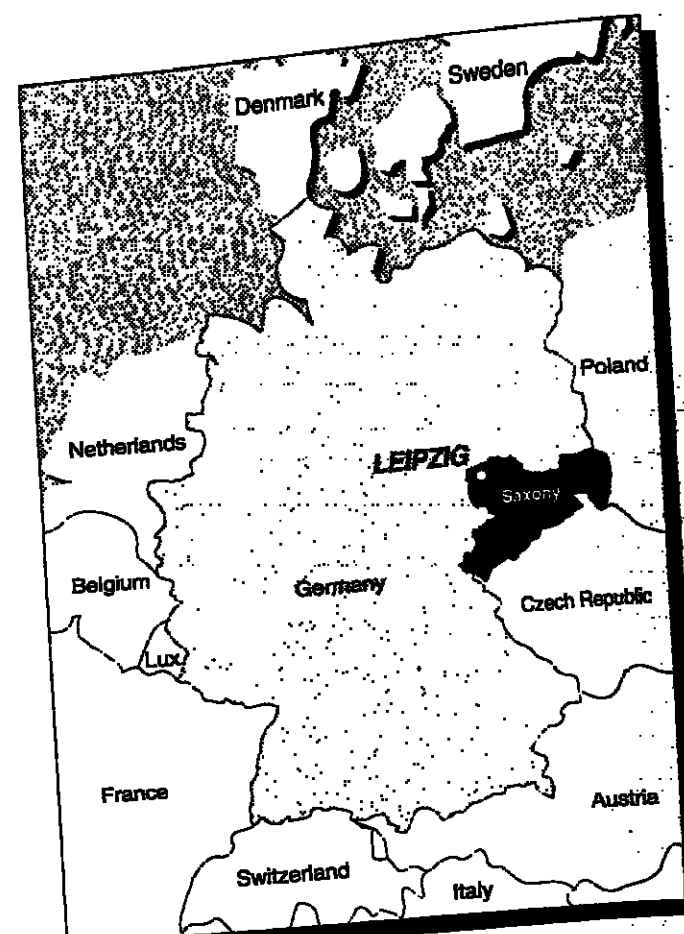 Sweden
Denmark
Poland
Netherlands
LEIPZIG
Saxony
Belgium
Germany
Czech Republic
Lux
France
Austria
Switzerland
Italy